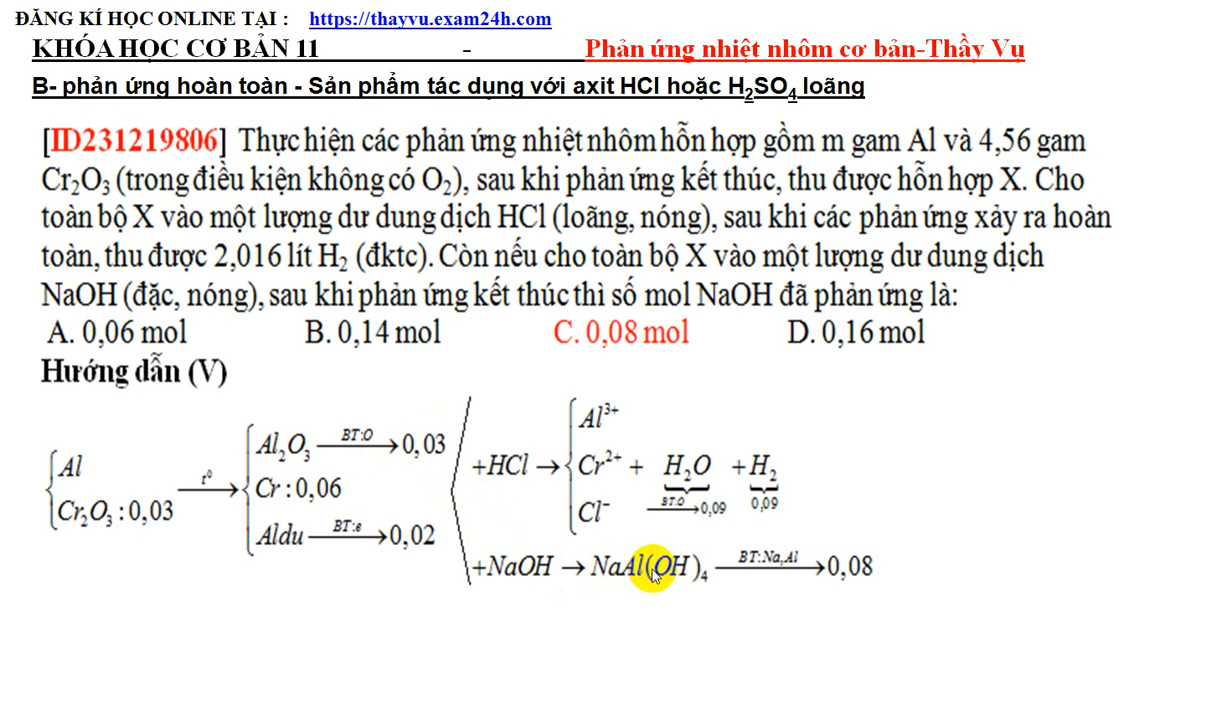 ĐĂNG KÍ HỌC ONLINE TẠI : https://thayvu.exam24h.com
KHÓA HỌC CƠ BẢN 11 - Phản ứng nhiệt nhôm cơ bản-Thầy Vụ
B- phản ứng hoàn toàn - Sản phẩm tác dụng với axit HCl hoặc H₂SO₄ loãng
[ID231219806] Thực hiện các phản ứng nhiệt nhôm hỗn hợp gồm m gam Al và 4,56 gam
Cr₂O₃ (trong điều kiện không có O₂), sau khi phản ứng kết thúc, thu được hỗn hợp X. Cho
toàn bộ X vào một lượng dư dung dịch HCl (loãng, nóng), sau khi các phản ứng xảy ra hoàn
toàn, thu được 2,016 lít H₂ (đktc). Còn nếu cho toàn bộ X vào một lượng dư dung dịch
NaOH (đặc, nóng), sau khi phản ứng kết thúc thì số mol NaOH đã phản ứng là:
A. 0,06 mol B. 0,14 mol C. 0,08 mol D. 0,16 mol
Hướng dẫn (V)
Al
Cr₂O₃ : 0,03
t⁰
Al₂O₃ BT:O → 0,03
Cr : 0,06
Aldu BT:e → 0,02
+HCl → Al³⁺
Cr²⁺ + H₂O + H₂
BT:O → 0,09 0,09
Cl⁻
+NaOH → NaAl(OH)₄ BT:Na,Al → 0,08